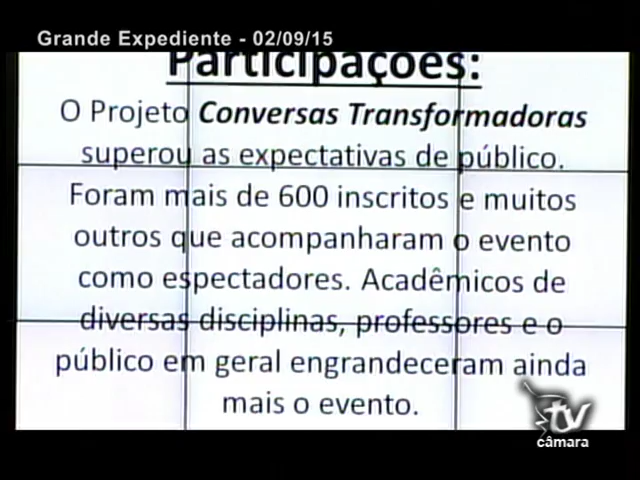 Grande Expediente - 02/09/15
Participações:
O Projeto Conversas Transformadoras
superou as expectativas de público.
Foram mais de 600 inscritos e muitos
outros que acompanharam o evento
como espectadores. Acadêmicos de
diversas disciplinas, professores e o
público em geral engrandeceram ainda
mais o evento.
tv
câmara